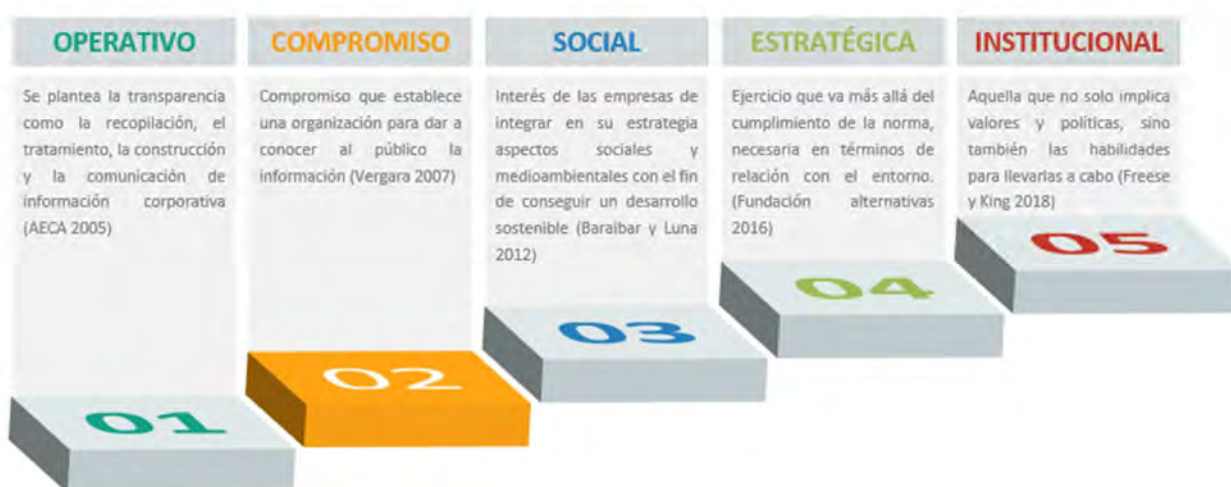 OPERATIVO
Se plantea la transparencia
como la recopilación, el
tratamiento, la construcción
y la comunicación de
información corporativa
(AECA 2005)
01
COMPROMISO
Compromiso que establece
una organización para dar a
conocer al público la
información (Vergara 2007)
02
SOCIAL
Interés de las empresas de
integrar en su estrategia
aspectos sociales y
medioambientales con el fin
de conseguir un desarrollo
sostenible (Baraibar y Luna
2012)
03
ESTRATÉGICA
Ejercicio que va más allá del
cumplimiento de la norma,
necesaria en términos de
relación con el entorno.
(Fundación alternativas
2016)
04
INSTITUCIONAL
Aquella que no solo implica
valores y políticas, sino
también las habilidades
para llevarlas a cabo (Freese
y King 2018)
05